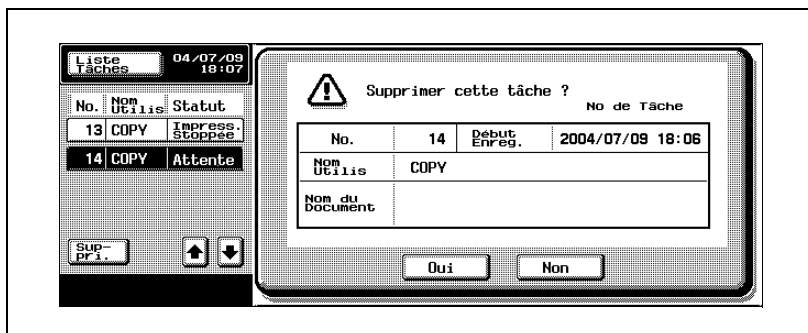 Liste
Tâches
04/07/09
18:07
No. Nom
Utilis Statut
13 COPY Impress.
Stoppée
14 COPY Attente
Sup-
pri.
Supprimer cette tâche ?
No de Tâche
No. 14 Début
Enreg. 2004/07/09 18:06
Nom
Utilis COPY
Nom du
Document
Oui Non